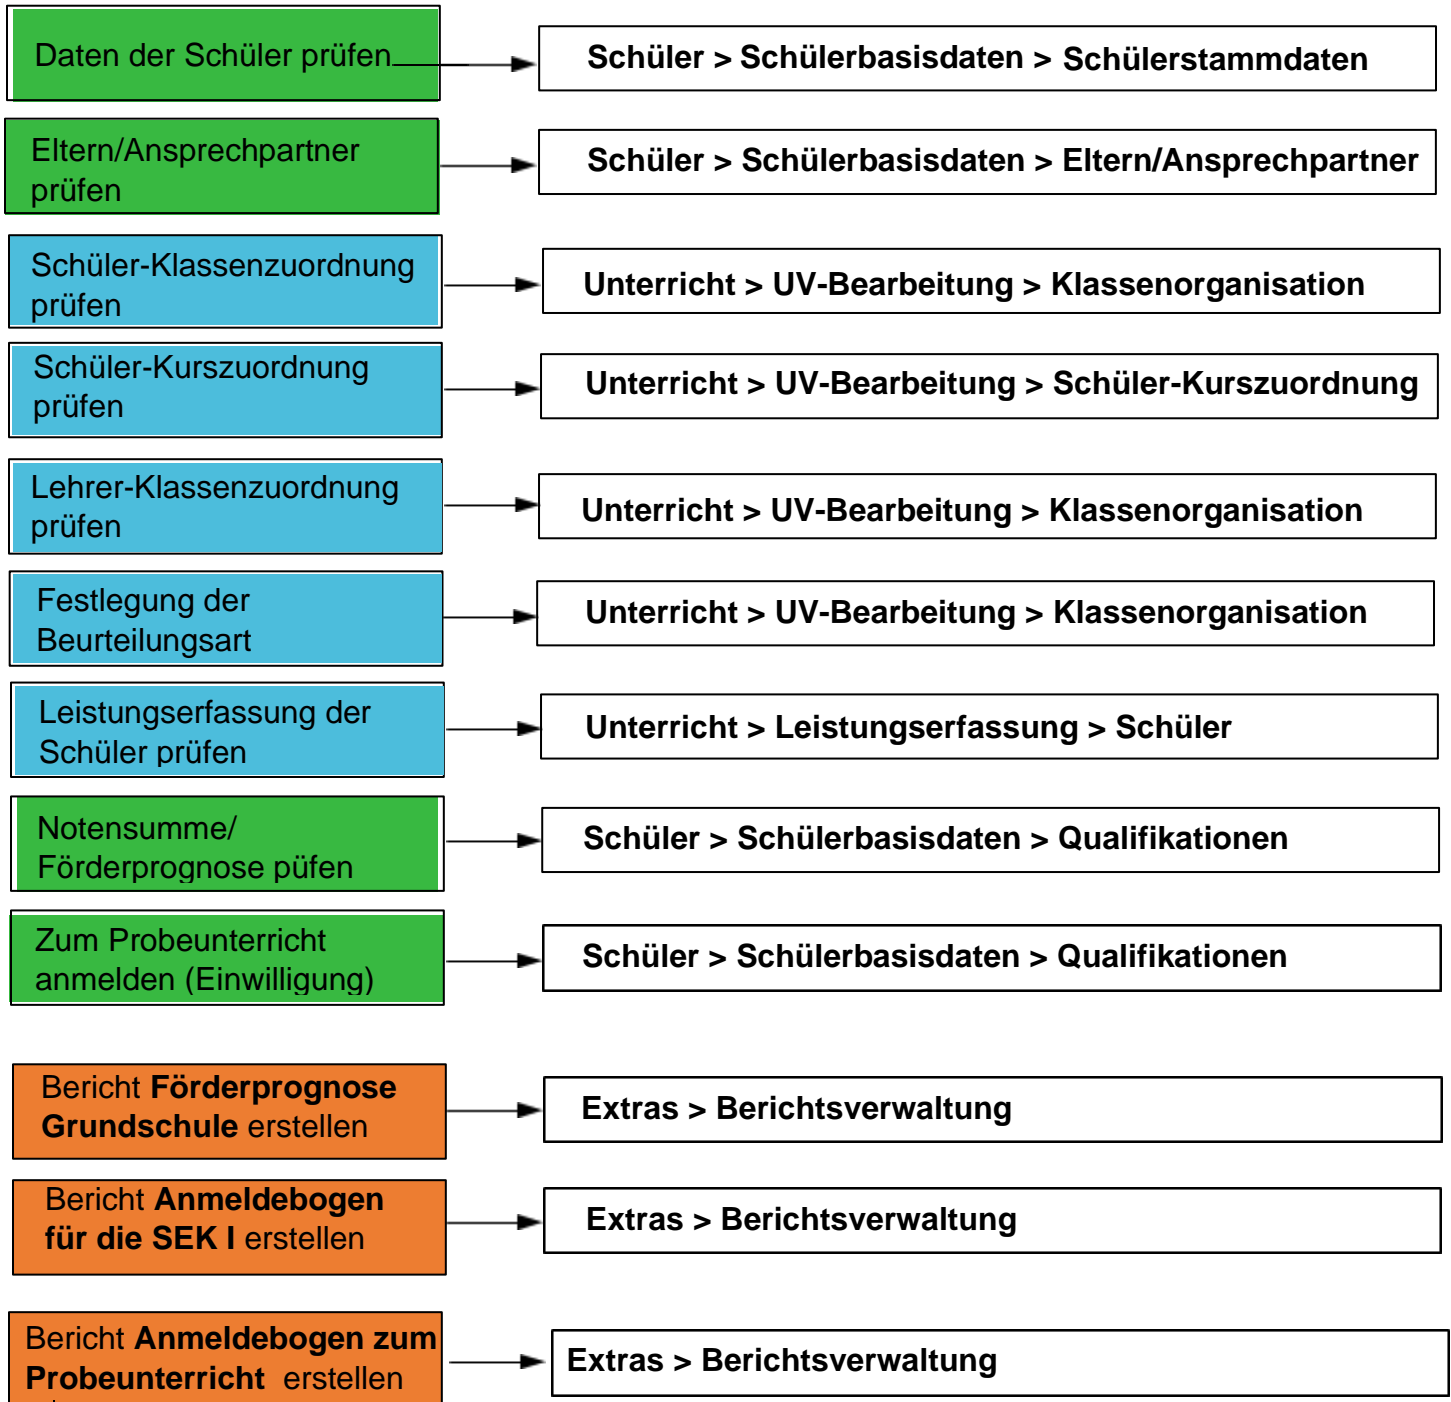 Daten der Schüler prüfen
Schüler > Schülerbasisdaten > Schülerstammdaten
Eltern/Ansprechpartner
prüfen
Schüler > Schülerbasisdaten > Eltern/Ansprechpartner
Schüler-Klassenzuordnung
prüfen
Unterricht > UV-Bearbeitung > Klassenorganisation
Schüler-Kurszuordnung
prüfen
Unterricht > UV-Bearbeitung > Schüler-Kurszuordnung
Lehrer-Klassenzuordnung
prüfen
Unterricht > UV-Bearbeitung > Klassenorganisation
Festlegung der
Beurteilungsart
Unterricht > UV-Bearbeitung > Klassenorganisation
Leistungserfassung der
Schüler prüfen
Unterricht > Leistungserfassung > Schüler
Notensumme/
Förderprognose püfen
Schüler > Schülerbasisdaten > Qualifikationen
Zum Probeunterricht
anmelden (Einwilligung)
Schüler > Schülerbasisdaten > Qualifikationen
Bericht Förderprognose
Grundschule erstellen
Extras > Berichtsverwaltung
Bericht Anmeldebogen
für die SEK I erstellen
Extras > Berichtsverwaltung
Bericht Anmeldebogen zum
Probeunterricht erstellen
Extras > Berichtsverwaltung